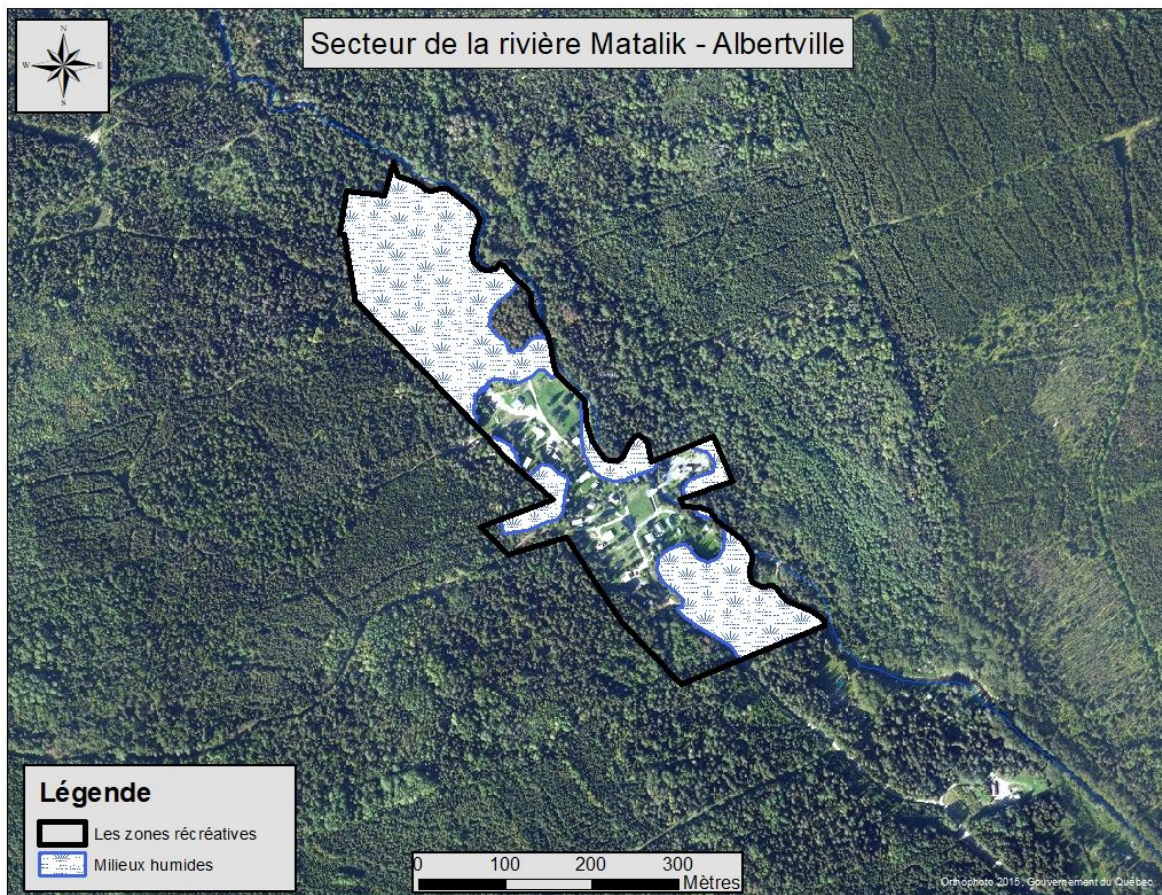 Secteur de la rivière Matalik - Albertville
N
W E
S
Légende
Les zones récréatives
Milieux humides
0 100 200 300
Mètres
Orthophoto 2015, Gouvernement du Québec